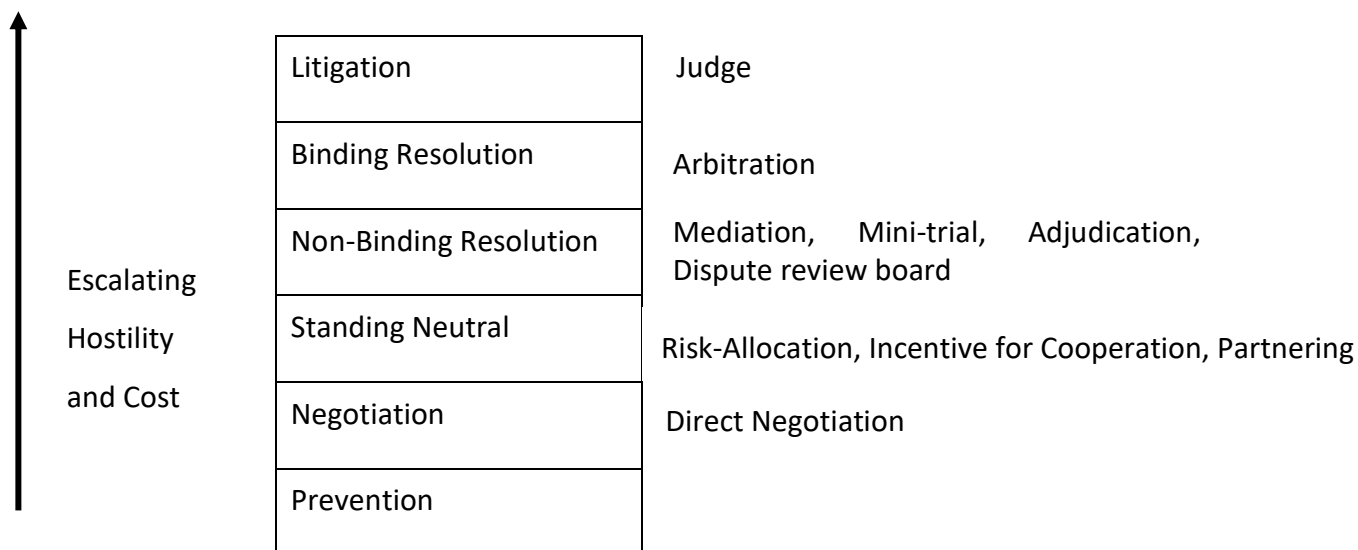 Litigation
Judge
Binding Resolution
Arbitration
Non-Binding Resolution
Mediation, Mini-trial, Adjudication,
Dispute review board
Escalating
Hostility
and Cost
Standing Neutral
Risk-Allocation, Incentive for Cooperation, Partnering
Negotiation
Direct Negotiation
Prevention